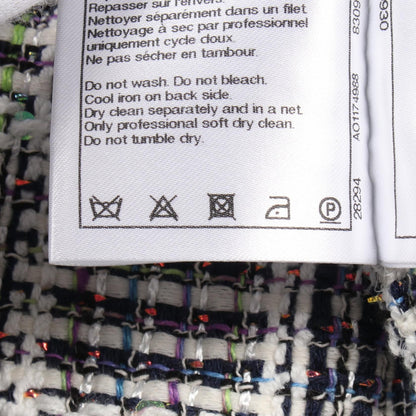 Repasser sur l'envers.
Nettoyer séparément dans un filet
Nettoyage à sec par professionnel
uniquement cycle doux.
Ne pas sécher en tambour.
Do not wash. Do not bleach.
Cool iron on back side.
Dry clean separately and in a net.
Only professional soft dry clean.
Do not tumble dry.
P
28294 AO1174988 8309
930